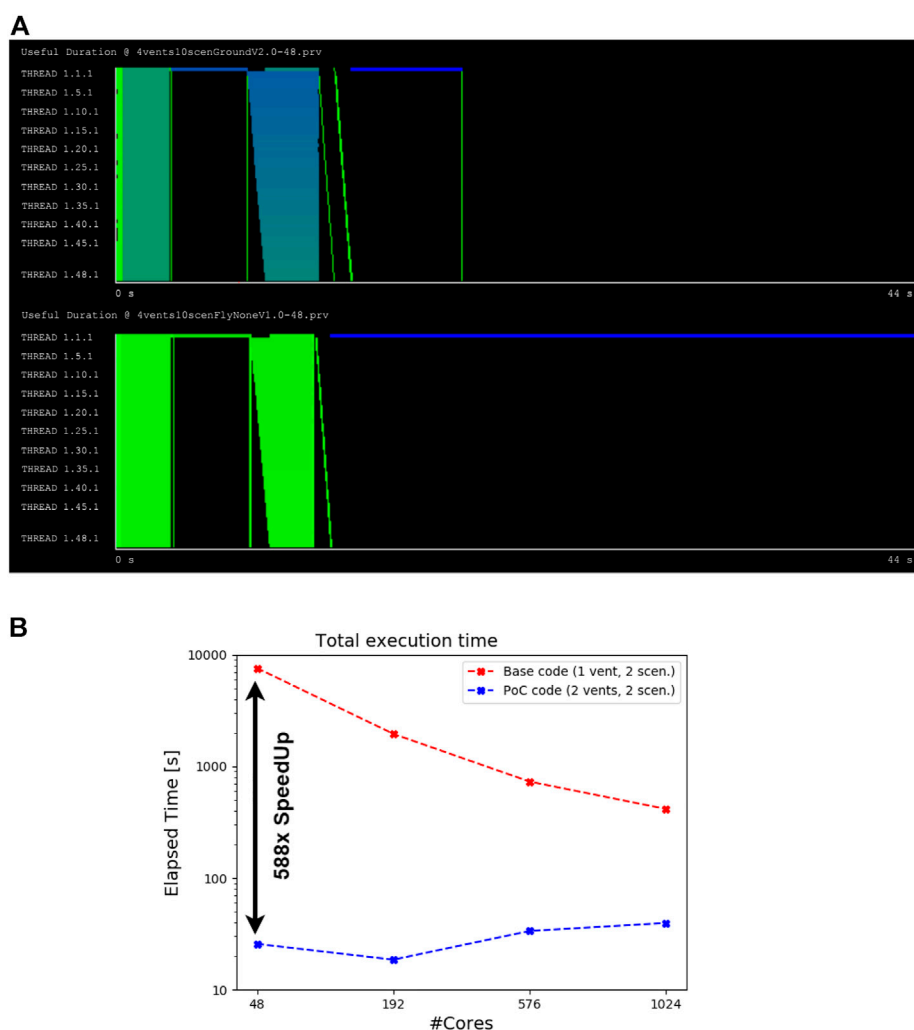 A
Useful Duration @ 4vents10scenGroundV2.0-48.prv
THREAD 1.1.1
THREAD 1.5.1
THREAD 1.10.1
THREAD 1.15.1
THREAD 1.20.1
THREAD 1.25.1
THREAD 1.30.1
THREAD 1.35.1
THREAD 1.40.1
THREAD 1.45.1
THREAD 1.48.1
0 s 44 s
Useful Duration @ 4vents10scenFlyNoneV1.0-48.prv
THREAD 1.1.1
THREAD 1.5.1
THREAD 1.10.1
THREAD 1.15.1
THREAD 1.20.1
THREAD 1.25.1
THREAD 1.30.1
THREAD 1.35.1
THREAD 1.40.1
THREAD 1.45.1
THREAD 1.48.1
0 s 44 s
B
Total execution time
10000
1000
100
10
Elapsed Time [s]
588x SpeedUp
Base code (1 vent, 2 scen.)
PoC code (2 vents, 2 scen.)
48 192 576 1024
#Cores